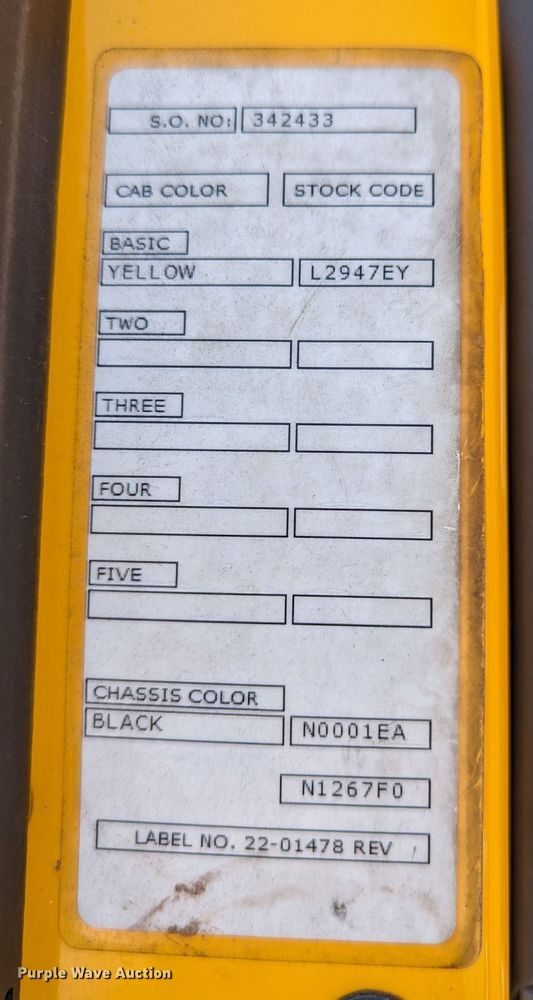 S.O. NO: 342433
CAB COLOR STOCK CODE
BASIC
YELLOW L2947EY
TWO
THREE
FOUR
FIVE
CHASSIS COLOR
BLACK N0001EA
N1267F0
LABEL NO. 22-01478 REV
Purple Wave Auction